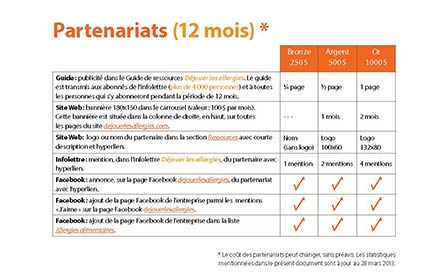 Partenariats (12 mois) *
Bronze Argent Or
250$ 500$ 1000$
Guide : publicité dans le Guide de ressources Déjouer les allergies. Le guide
est transmis aux abonnés de l'infolettre (plus de 4 000 personnes) et à toutes
les personnes qui s'y abonneront pendant la période de 12 mois.
¼ page ½ page 1 page
Site Web : bannière 180x150 dans le carrousel (valeur : 100$ par mois).
Cette bannière est située dans la colonne de droite, en haut, sur toutes
les pages du site dejouerlesallergies.com.
--- 1 mois 2 mois
Site Web : logo ou nom du partenaire dans la section Ressources avec courte
description et hyperlien.
Nom
(sans logo)
Logo
100x60
Logo
132x80
Infolettre : mention, dans l'infolettre Déjouer les allergies, du partenaire avec
hyperlien.
1 mention 2 mentions 4 mentions
Facebook : annonce, sur la page Facebook dejouerlesallergies, du partenariat
avec hyperlien.
Facebook : ajout de la page Facebook de l'entreprise parmi les mentions
« J'aime » sur la page Facebook dejouerlesallergies.
Facebook : ajout de la page Facebook de l'entreprise dans la liste
Allergies alimentaires.
* Le coût des partenariats peut changer, sans préavis. Les statistiques
mentionnées dans le présent document sont à jour au 28 mars 2013.